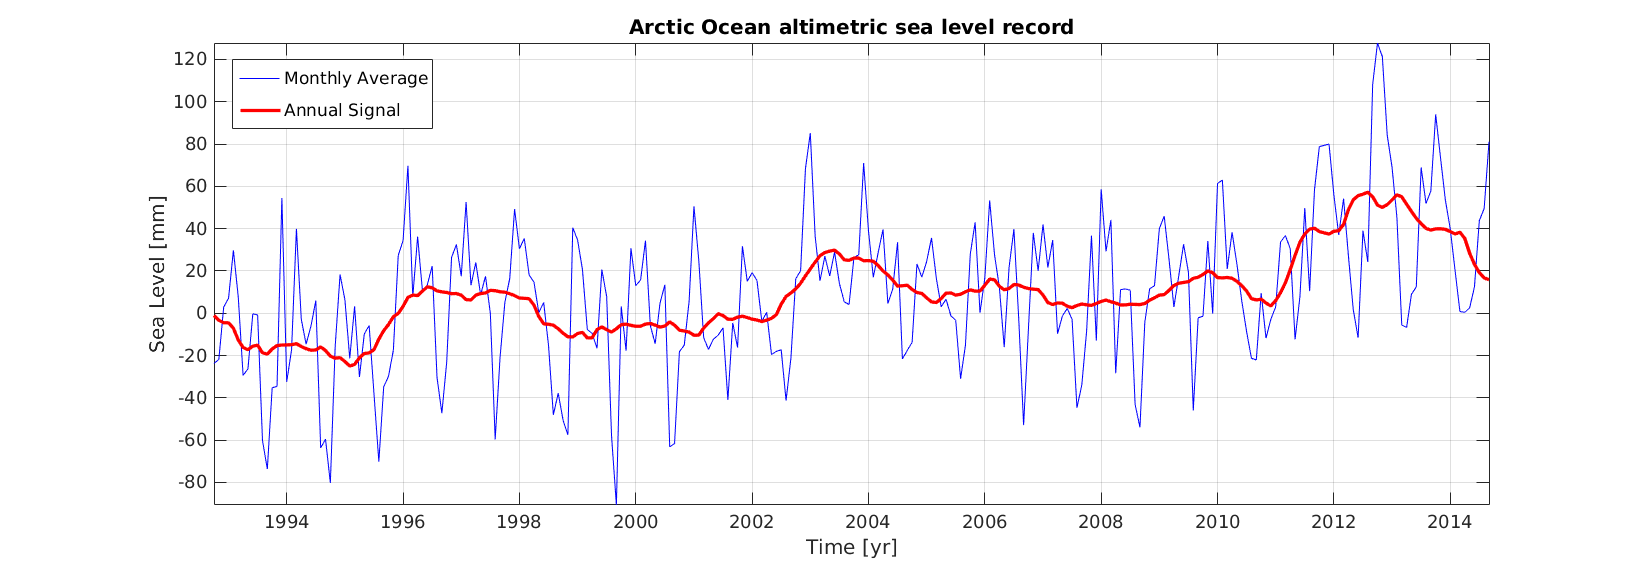 Arctic Ocean altimetric sea level record
Monthly Average
Annual Signal
120
100
80
60
40
20
0
-20
-40
-60
-80
Sea Level [mm]
1994 1996 1998 2000 2002 2004 2006 2008 2010 2012 2014
Time [yr]